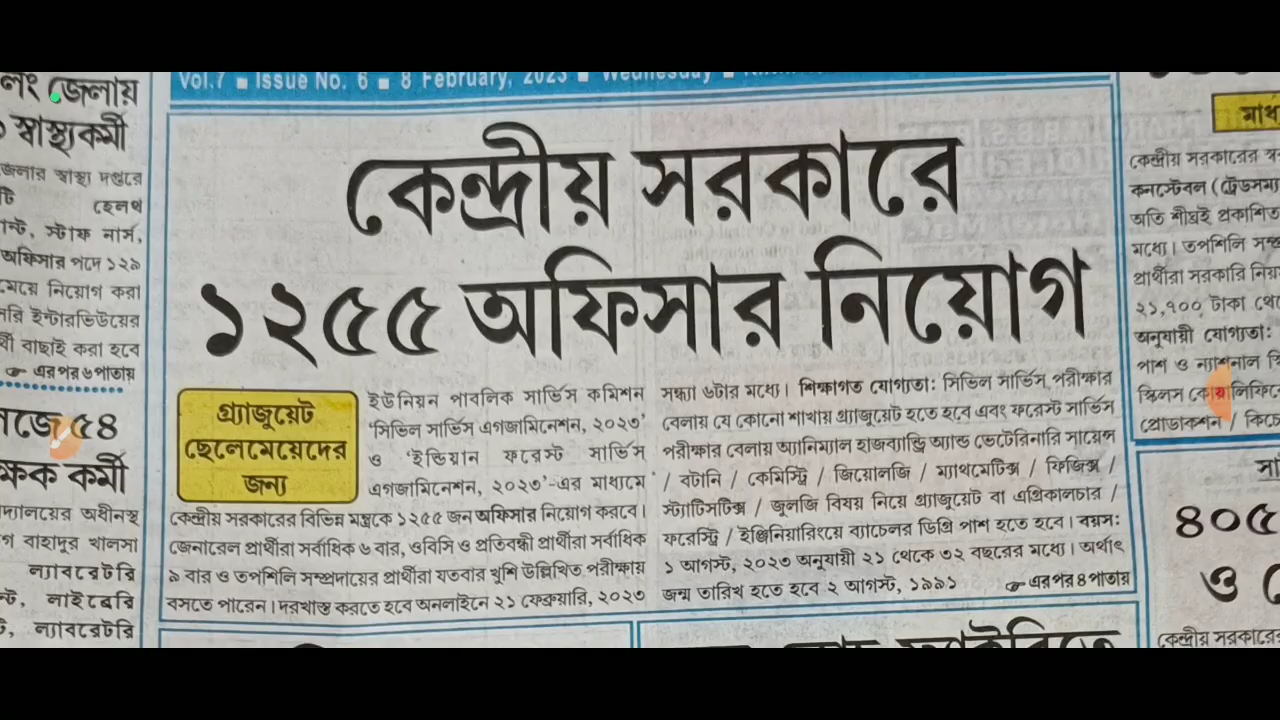 Vol.7 ■ Issue No. 6 ■ 8 February, 2023 ■ Wednesday ■
জেলায়
স্বাস্থ্যকর্মী
জেলার স্বাস্থ্য দপ্তরে
টি হেলথ
স্টাফ নার্স,
অফিসার পদে ১২৯
মেয়ে নিয়োগ করা
ইন্টারভিউয়ের
বাছাই করা হবে
☞ এরপর ৬ পাতায়
৫৪
কর্মী
অধীনস্থ
বাহাদুর খালসা
ল্যাবরেটরি
লাইব্রেরি
ল্যাবরেটরি
কেন্দ্রীয় সরকারে
১২৫৫ অফিসার নিয়োগ
গ্র্যাজুয়েট
ছেলেমেয়েদের
জন্য
ইউনিয়ন পাবলিক সার্ভিস কমিশন
‘সিভিল সার্ভিস এগজামিনেশন, ২০২৩’
ও ‘ইন্ডিয়ান ফরেস্ট সার্ভিস
এগজামিনেশন, ২০২৩’-এর মাধ্যমে
কেন্দ্রীয় সরকারের বিভিন্ন মন্ত্রকে ১২৫৫ জন অফিসার নিয়োগ করবে।
জেনারেল প্রার্থীরা সর্বাধিক ৬ বার, ওবিসি ও প্রতিবন্ধী প্রার্থীরা সর্বাধিক
৯ বার ও তপশিলি সম্প্রদায়ের প্রার্থীরা যতবার খুশি উল্লিখিত পরীক্ষায়
বসতে পারেন। দরখাস্ত করতে হবে অনলাইনে ২১ ফেব্রুয়ারি, ২০২৩
সন্ধ্যা ৬টার মধ্যে। শিক্ষাগত যোগ্যতা: সিভিল সার্ভিস পরীক্ষার
বেলায় যে কোনো শাখায় গ্র্যাজুয়েট হতে হবে এবং ফরেস্ট সার্ভিস
পরীক্ষার বেলায় অ্যানিম্যাল হাজব্যান্ড্রি অ্যান্ড ভেটেরিনারি সায়েন্স
/ বটানি / কেমিস্ট্রি / জিয়োলজি / ম্যাথমেটিক্স / ফিজিক্স /
স্ট্যাটিসটিক্স / জুলজি বিষয় নিয়ে গ্র্যাজুয়েট বা এগ্রিকালচার /
ফরেস্ট্রি / ইঞ্জিনিয়ারিংয়ে ব্যাচেলর ডিগ্রি পাশ হতে হবে। বয়স:
১ আগস্ট, ২০২৩ অনুযায়ী ২১ থেকে ৩২ বছরের মধ্যে। অর্থাৎ
জন্ম তারিখ হতে হবে ২ আগস্ট, ১৯৯১ ☞ এরপর ৪ পাতায়
কেন্দ্রীয় সরকারের
কনস্টেবল
অতি শীঘ্রই প্রকাশিত
মধ্যে। তপশিলি
প্রার্থীরা সরকারি
২১,৭০০ টাকা
অনুযায়ী যোগ্যতা:
পাশ ও ন্যাশনাল
স্কিলস
প্রোডাকশন /
৪০৫
ও
কেন্দ্রীয় সরকারের